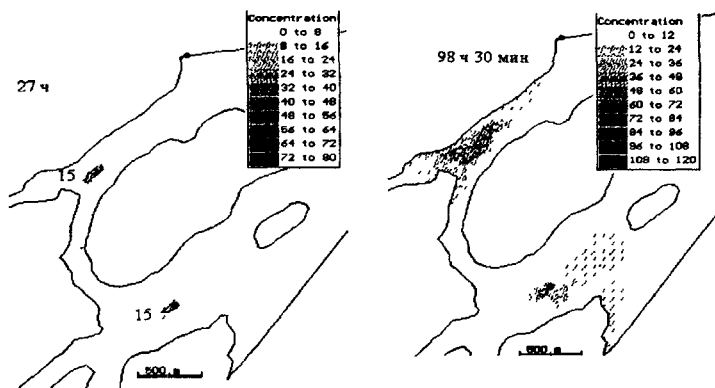 Concentration
0 to 8
8 to 16
16 to 24
24 to 32
32 to 40
40 to 48
48 to 56
56 to 64
64 to 72
72 to 80
27 ч
15
15
500 m
Concentration
0 to 12
12 to 24
24 to 36
36 to 48
48 to 60
60 to 72
72 to 84
84 to 96
96 to 108
108 to 120
98 ч 30 мин
500 m